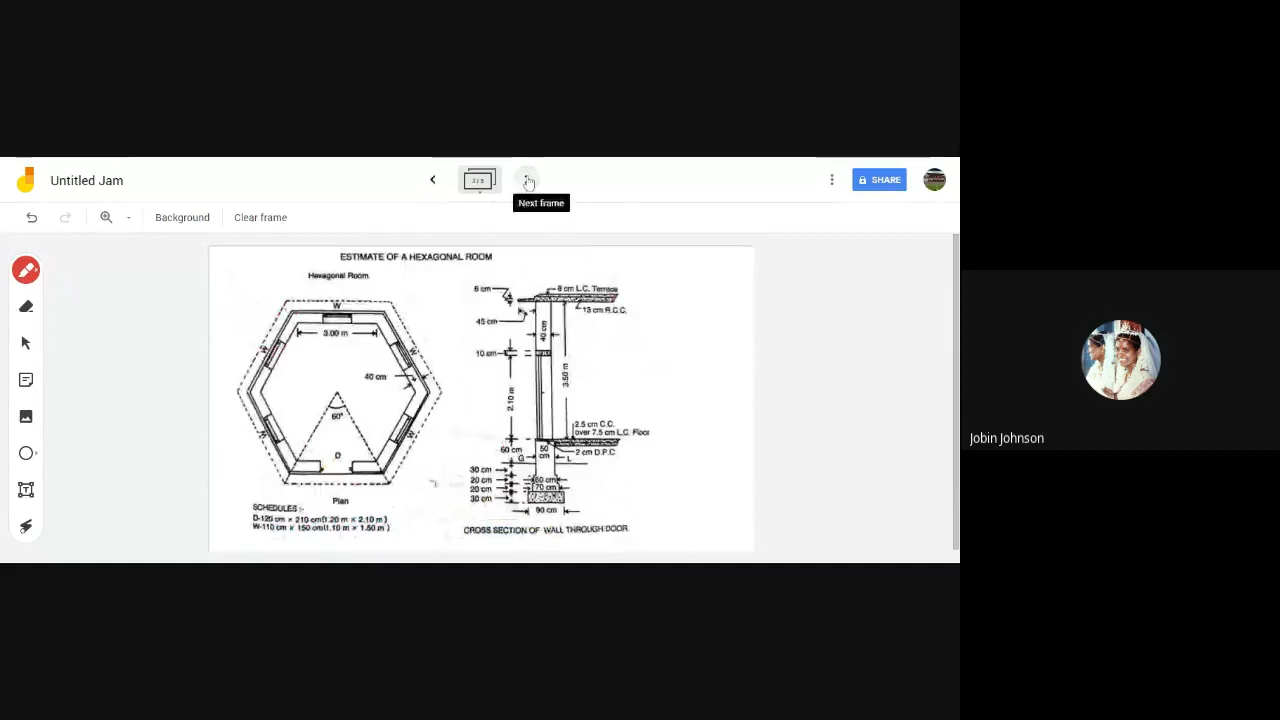 Untitled Jam
SHARE
Next frame
Background
Clear frame
ESTIMATE OF A HEXAGONAL ROOM
Hexagonal Room
W
3.00 m
W
W
40 cm
60°
W
W
D
Plan
SCHEDULES :-
D-120 cm × 210 cm(1.20 m × 2.10 m)
W-110 cm × 150 cm(1.10 m × 1.50 m)
6 cm
8 cm L.C. Terrace
13 cm R.C.C.
45 cm
40 cm
10 cm
3.50 m
2.10 m
2.5 cm C.C.
over 7.5 cm L.C. Floor
2 cm D.P.C.
60 cm
50 cm
G
L
30 cm
20 cm
60 cm
20 cm
70 cm
30 cm
90 cm
CROSS SECTION OF WALL THROUGH DOOR
Jobin Johnson